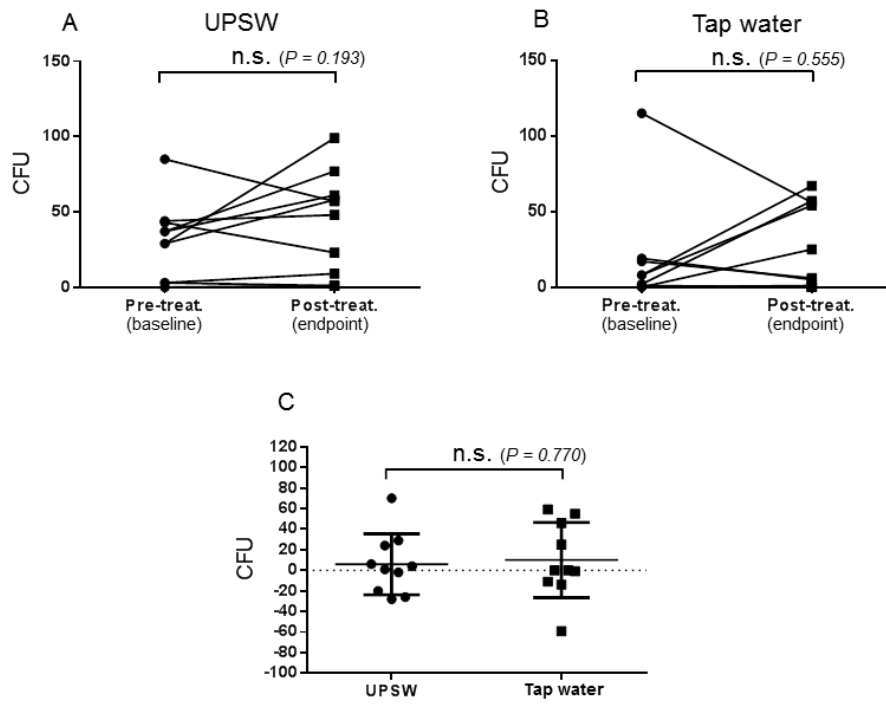 A
UPSW
n.s. (P = 0.193)
CFU
150
100
50
0
Pre-treat.
(baseline)
Post-treat.
(endpoint)
B
Tap water
n.s. (P = 0.555)
CFU
150
100
50
0
Pre-treat.
(baseline)
Post-treat.
(endpoint)
C
n.s. (P = 0.770)
CFU
120
100
80
60
40
20
0
-20
-40
-60
-80
-100
UPSW
Tap water